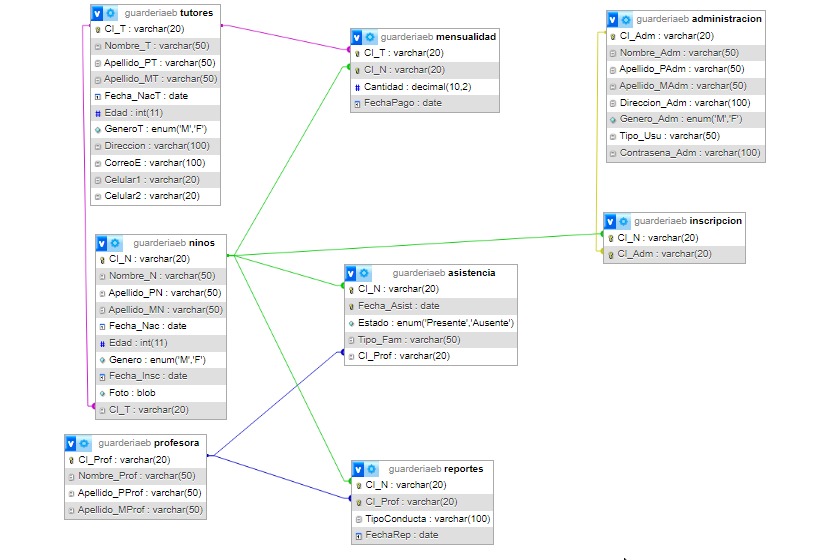 guarderiaeb tutores
CI_T : varchar(20)
Nombre_T : varchar(50)
Apellido_PT : varchar(50)
Apellido_MT : varchar(50)
Fecha_NacT : date
# Edad : int(11)
GeneroT : enum('M','F')
Direccion : varchar(100)
CorreoE : varchar(100)
Celular1 : varchar(20)
Celular2 : varchar(20)
guarderiaeb mensualidad
CI_T : varchar(20)
CI_N : varchar(20)
# Cantidad : decimal(10,2)
FechaPago : date
guarderiaeb administracion
CI_Adm : varchar(20)
Nombre_Adm : varchar(50)
Apellido_PAdm : varchar(50)
Apellido_MAdm : varchar(50)
Direccion_Adm : varchar(100)
Genero_Adm : enum('M','F')
Tipo_Usu : varchar(50)
Contrasena_Adm : varchar(100)
guarderiaeb ninos
CI_N : varchar(20)
Nombre_N : varchar(50)
Apellido_PN : varchar(50)
Apellido_MN : varchar(50)
Fecha_Nac : date
# Edad : int(11)
Genero : enum('M','F')
Fecha_Insc : date
Foto : blob
CI_T : varchar(20)
guarderiaeb inscripcion
CI_N : varchar(20)
CI_Adm : varchar(20)
guarderiaeb asistencia
CI_N : varchar(20)
Fecha_Asist : date
Estado : enum('Presente','Ausente')
Tipo_Fam : varchar(50)
CI_Prof : varchar(20)
guarderiaeb profesora
CI_Prof : varchar(20)
Nombre_Prof : varchar(50)
Apellido_PProf : varchar(50)
Apellido_MProf : varchar(50)
guarderiaeb reportes
CI_N : varchar(20)
CI_Prof : varchar(20)
TipoConducta : varchar(100)
FechaRep : date